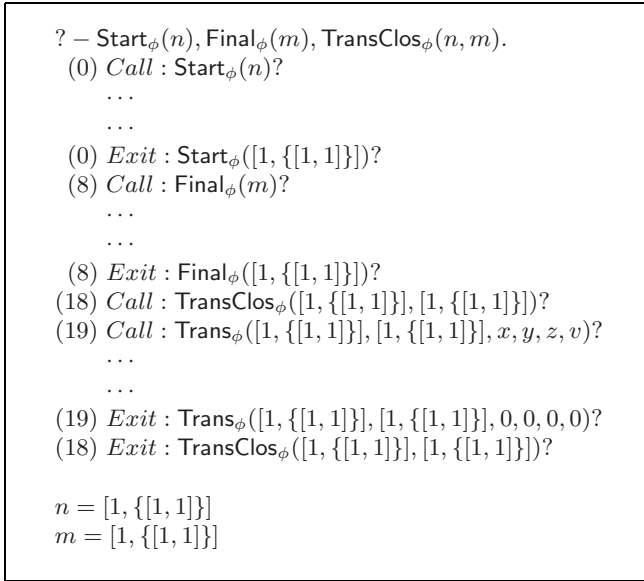 ? − Start_ϕ(n), Final_ϕ(m), TransClos_ϕ(n, m).
(0) Call : Start_ϕ(n)?
. . .
. . .
(0) Exit : Start_ϕ([1, {[1, 1]}])?
(8) Call : Final_ϕ(m)?
. . .
. . .
(8) Exit : Final_ϕ([1, {[1, 1]}])?
(18) Call : TransClos_ϕ([1, {[1, 1]}], [1, {[1, 1]}])?
(19) Call : Trans_ϕ([1, {[1, 1]}], [1, {[1, 1]}], x, y, z, v)?
. . .
. . .
(19) Exit : Trans_ϕ([1, {[1, 1]}], [1, {[1, 1]}], 0, 0, 0, 0)?
(18) Exit : TransClos_ϕ([1, {[1, 1]}], [1, {[1, 1]}])?
n = [1, {[1, 1]}]
m = [1, {[1, 1]}]